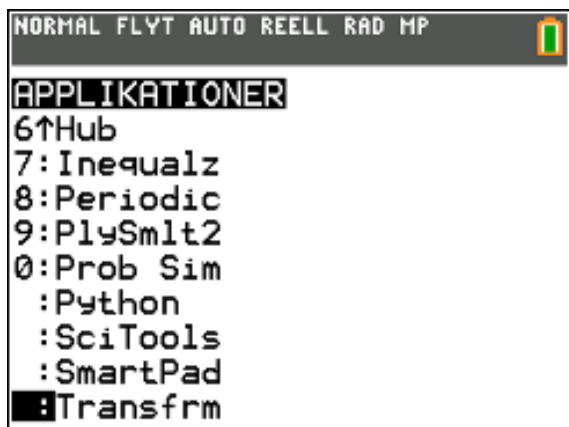 NORMAL FLYT AUTO REELL RAD MP
APPLIKATIONER
6↑Hub
7:Inequalz
8:Periodic
9:PlySmlt2
0:Prob Sim
:Python
:SciTools
:SmartPad
:Transfrm